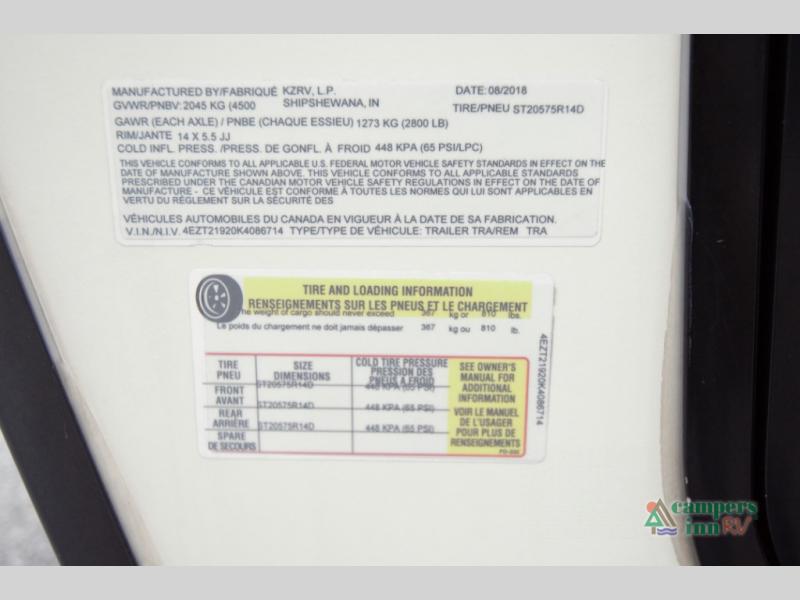 MANUFACTURED BY/FABRIQUÉ KZRV, L.P. DATE: 08/2018
GVWR/PNBV: 2045 KG (4500 SHIPSHEWANA, IN TIRE/PNEU ST20575R14D
GAWR (EACH AXLE) / PNBE (CHAQUE ESSIEU) 1273 KG (2800 LB)
RIM/JANTE 14 X 5.5 JJ
COLD INFL. PRESS. /PRESS. DE GONFL. À FROID 448 KPA (65 PSI/LPC)
THIS VEHICLE CONFORMS TO ALL APPLICABLE U.S. FEDERAL MOTOR VEHICLE SAFETY STANDARDS IN EFFECT ON THE
DATE OF MANUFACTURE SHOWN ABOVE. THIS VEHICLE CONFORMS TO ALL APPLICABLE STANDARDS
PRESCRIBED UNDER THE CANADIAN MOTOR VEHICLE SAFETY REGULATIONS IN EFFECT ON THE DATE OF
MANUFACTURE - CE VÉHICULE EST CONFORME À TOUTES LES NORMES QUI LUI SONT APPLICABLES EN
VERTU DU RÈGLEMENT SUR LA SÉCURITÉ DES
VÉHICULES AUTOMOBILES DU CANADA EN VIGUEUR À LA DATE DE SA FABRICATION.
V.I.N./N.I.V. 4EZT21920K4086714 TYPE/TYPE DE VÉHICULE: TRAILER TRA/REM TRA
TIRE AND LOADING INFORMATION
RENSEIGNEMENTS SUR LES PNEUS ET LE CHARGEMENT
The weight of cargo should never exceed 367 kg or 810 lbs.
Le poids du chargement ne doit jamais dépasser 367 kg ou 810 lb.
TIRE
PNEU
SIZE
DIMENSIONS
COLD TIRE PRESSURE
PRESSION DES
PNEUS A FROID
FRONT
AVANT
ST20575R14D
448 KPA (65 PSI)
REAR
ARRIÈRE
ST20575R14D
448 KPA (65 PSI)
SPARE
DE SECOURS
ST20575R14D
448 KPA (65 PSI)
SEE OWNER'S
MANUAL FOR
ADDITIONAL
INFORMATION
VOIR LE MANUEL
DE L'USAGER
POUR PLUS DE
RENSEIGNEMENTS
4EZT21920K4086714
campers
inn RV